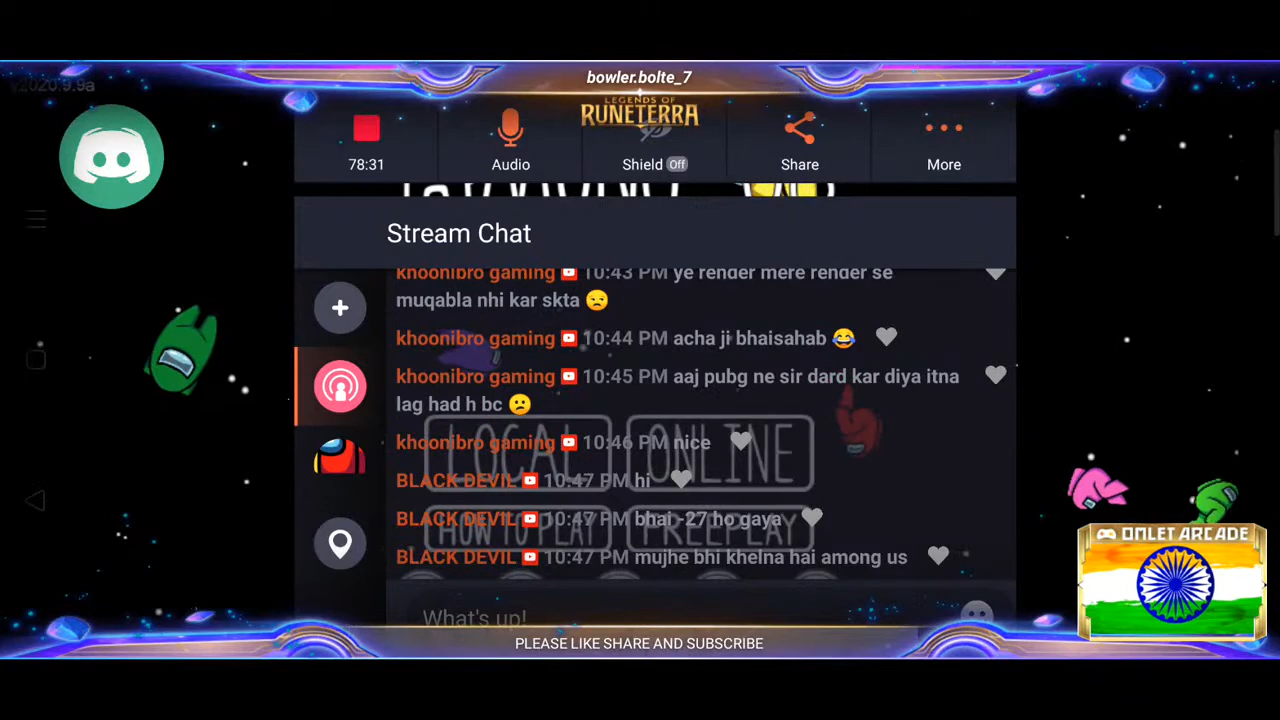 v2020.9.9a
bowler.bolte_7
LEGENDS OF
RUNETERRA
78:31
Audio
Shield Off
Share
More
Stream Chat
khoonibro gaming 10:43 PM ye render mere render se
muqabla nhi kar skta 😒
khoonibro gaming 10:44 PM acha ji bhaisahab 😂
khoonibro gaming 10:45 PM aaj pubg ne sir dard kar diya itna
lag had h bc 😕
khoonibro gaming 10:46 PM nice
LOCAL
ONLINE
BLACK DEVIL 10:47 PM hi
BLACK DEVIL 10:47 PM bhai -27 ho gaya
HOW TO PLAY
FREEPLAY
BLACK DEVIL 10:47 PM mujhe bhi khelna hai among us
What's up!
OMLET ARCADE
PLEASE LIKE SHARE AND SUBSCRIBE